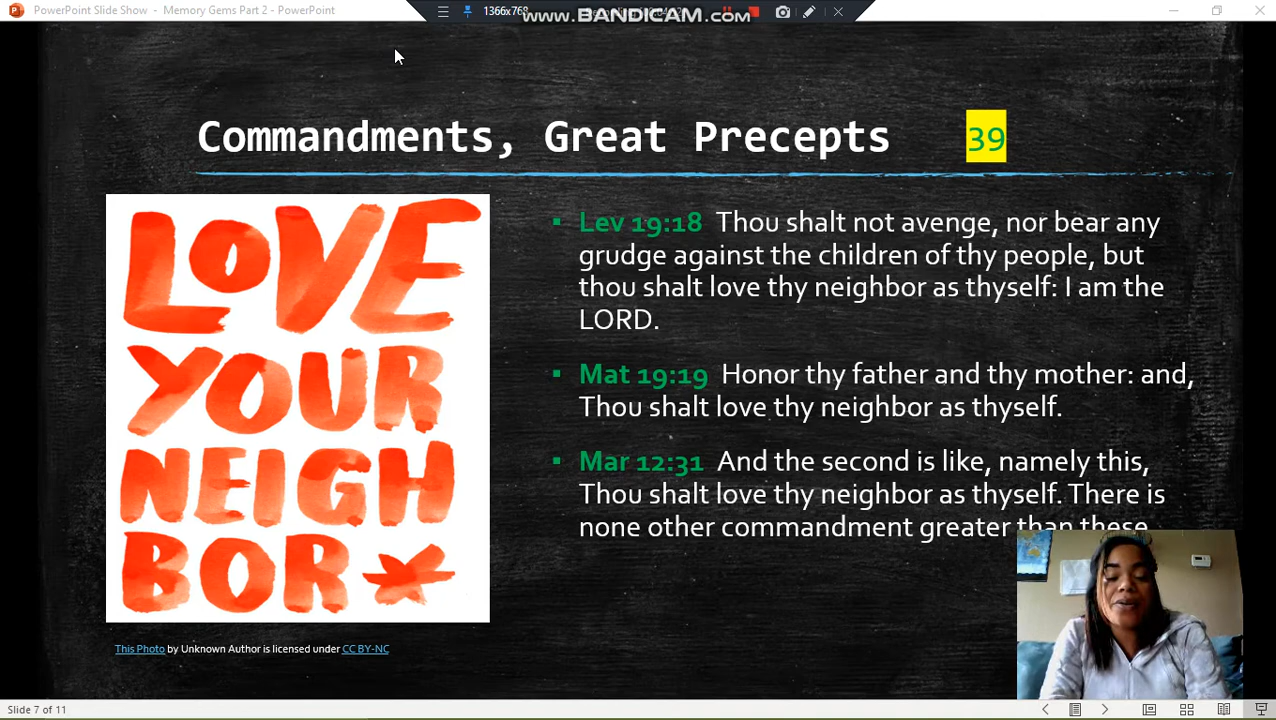 PowerPoint Slide Show - Memory Gems Part 2 - PowerPoint
1366x768
www.BANDICAM.com
Commandments, Great Precepts 39
LOVE
YOUR
NEIGH
BOR
▪ Lev 19:18 Thou shalt not avenge, nor bear any
grudge against the children of thy people, but
thou shalt love thy neighbor as thyself: I am the
LORD.
▪ Mat 19:19 Honor thy father and thy mother: and,
Thou shalt love thy neighbor as thyself.
▪ Mar 12:31 And the second is like, namely this,
Thou shalt love thy neighbor as thyself. There is
none other commandment greater than these
This Photo by Unknown Author is licensed under CC BY-NC
Slide 7 of 11